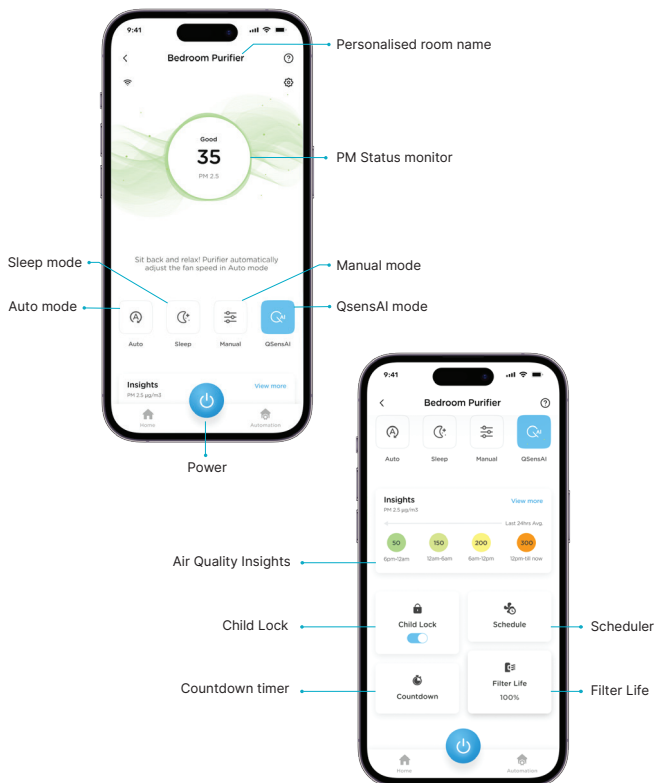 9:41
Bedroom Purifier
Personalised room name
Good
35
PM 2.5
PM Status monitor
Sit back and relax! Purifier automatically
adjust the fan speed in Auto mode
Sleep mode
Manual mode
Auto mode
QsensAI mode
A
AI
Auto
Sleep
Manual
QSensAI
Insights
View more
PM 2.5 µg/m3
Home
Automation
Power
9:41
Bedroom Purifier
A
AI
Auto
Sleep
Manual
QSensAI
Insights
View more
PM 2.5 µg/m3
Last 24hrs Avg.
50
150
200
300
6pm-12am
12am-6am
6am-12pm
12pm-till now
Air Quality Insights
Child Lock
Child Lock
Schedule
Scheduler
Countdown timer
Countdown
Filter Life
100%
Filter Life
Home
Automation